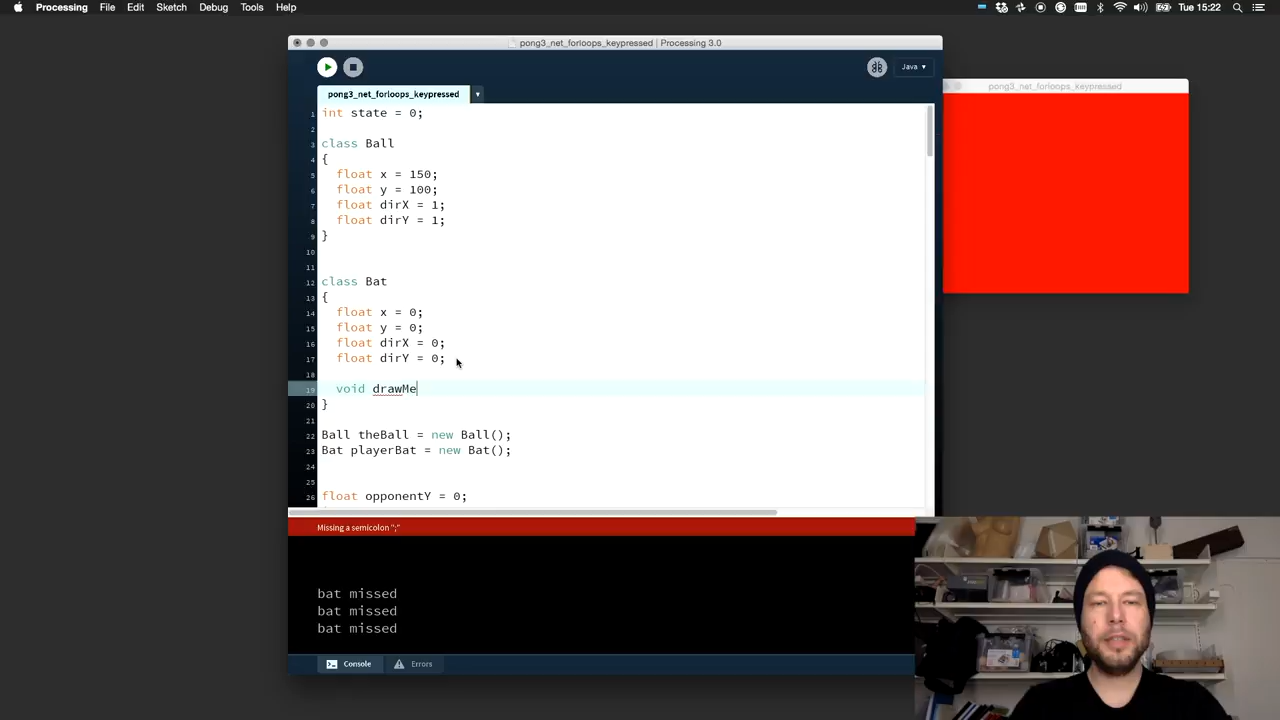 Processing File Edit Sketch Debug Tools Help
Tue 15:22
pong3_net_forloops_keypressed | Processing 3.0
Java
pong3_net_forloops_keypressed
pong3_net_forloops_keypressed
1 int state = 0;
2
3 class Ball
4 {
5 float x = 150;
6 float y = 100;
7 float dirX = 1;
8 float dirY = 1;
9 }
10
11
12 class Bat
13 {
14 float x = 0;
15 float y = 0;
16 float dirX = 0;
17 float dirY = 0;
18
19 void drawMe
20 }
21
22 Ball theBall = new Ball();
23 Bat playerBat = new Bat();
24
25
26 float opponentY = 0;
Missing a semicolon ";"
bat missed
bat missed
bat missed
Console Errors